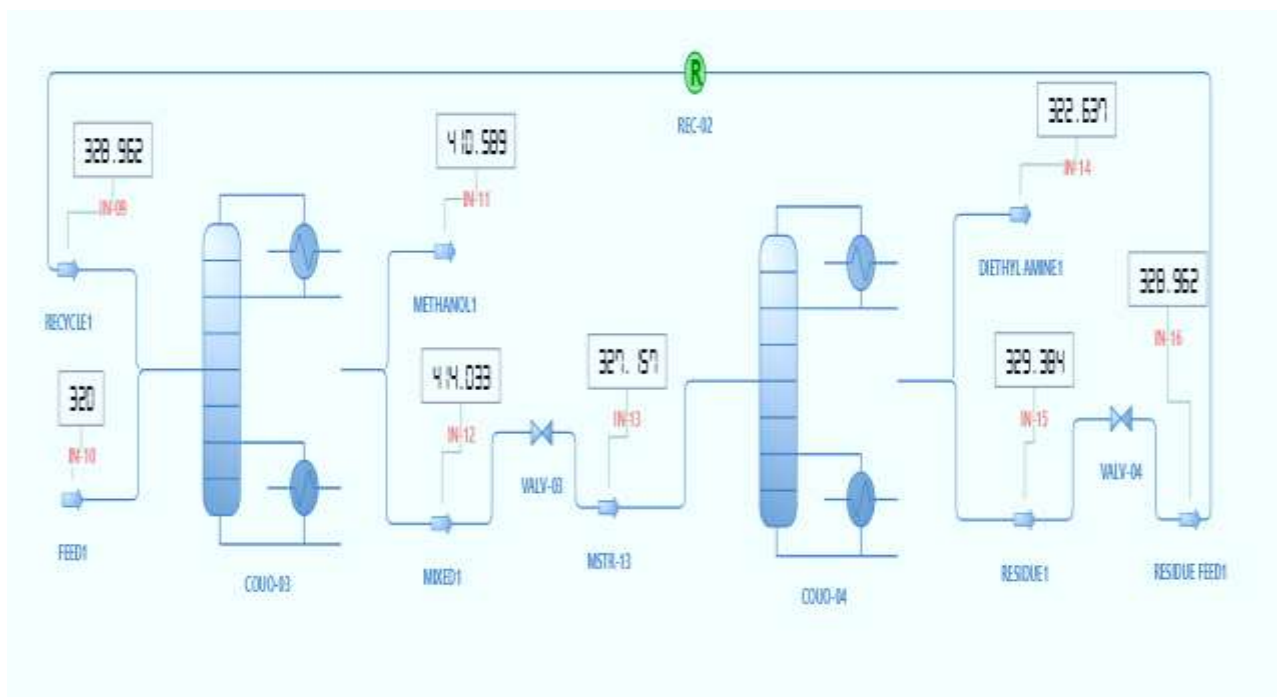 R
REC-02
322.637
IN-14
328.962
IN-09
410.589
IN-11
DIETHYL AMINE1
METHANOL1
RECYCLE1
328.962
IN-16
327.157
IN-13
329.384
IN-15
414.033
IN-12
320
IN-10
VALV-03
VALV-04
FEED1
COUO-03
MIXED1
MSTR-13
COUO-04
RESIDUE1
RESIDUE FEED1